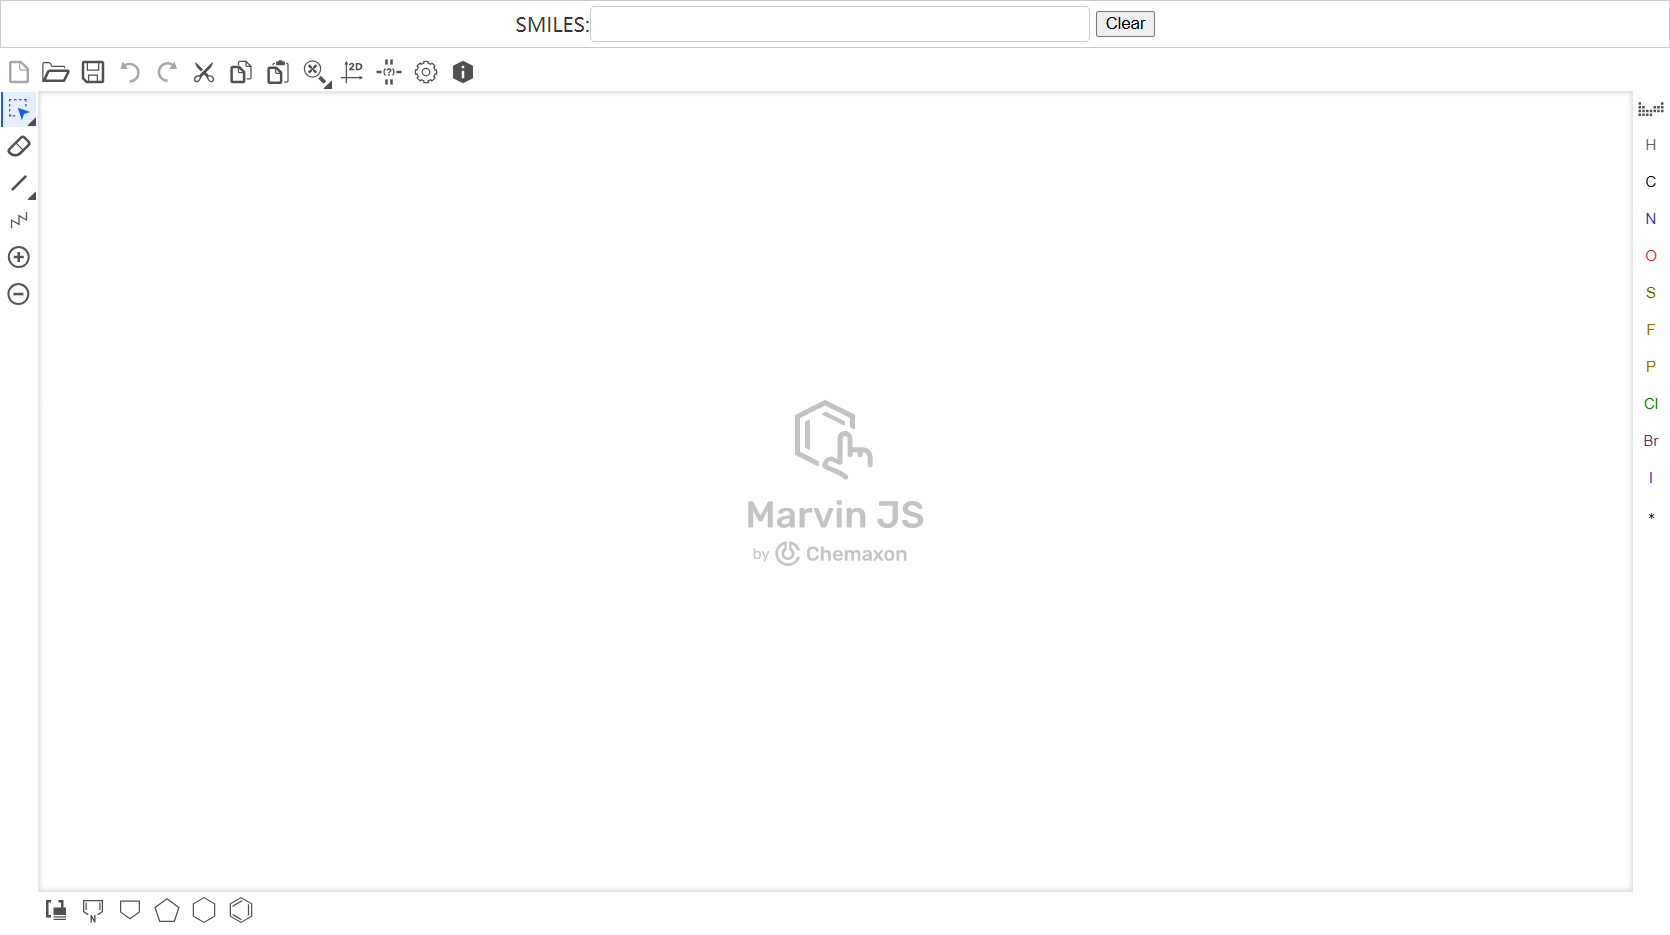 SMILES:
Clear
2D
(?)
H
C
N
O
S
F
P
Cl
Br
I
*
Marvin JS
by Chemaxon
N